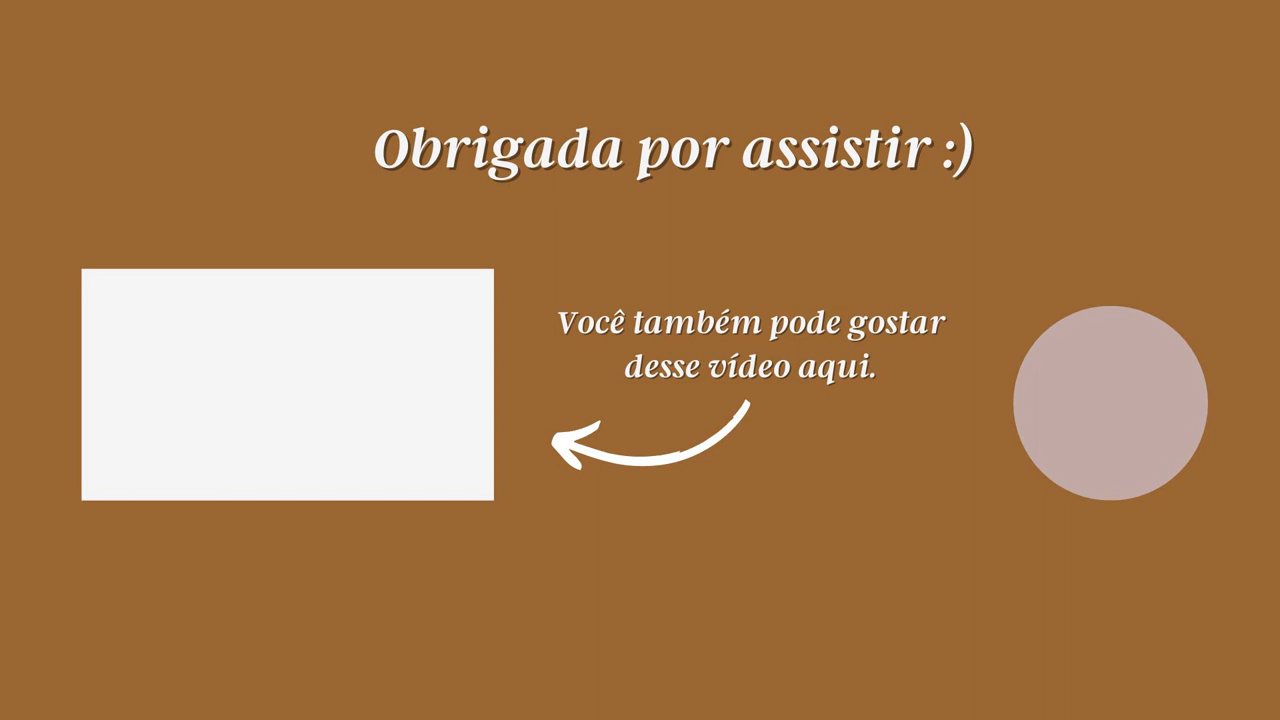 Obrigada por assistir :)
Você também pode gostar
desse vídeo aqui.